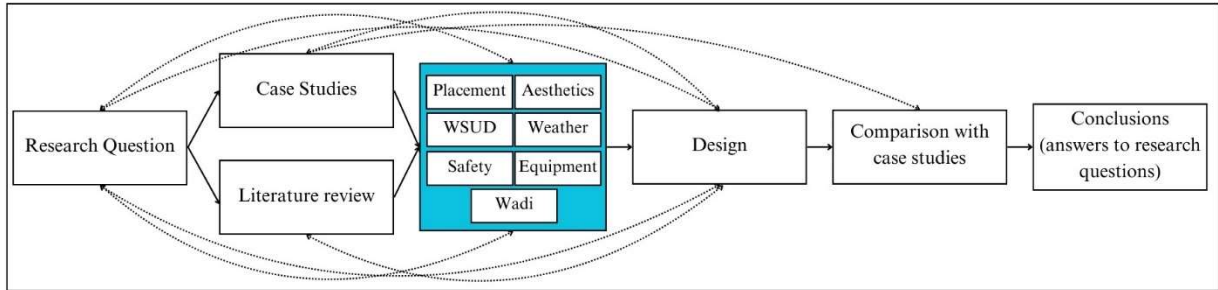 Research Question
Case Studies
Literature review
Placement
Aesthetics
WSUD
Weather
Safety
Equipment
Wadi
Design
Comparison with
case studies
Conclusions
(answers to research
questions)